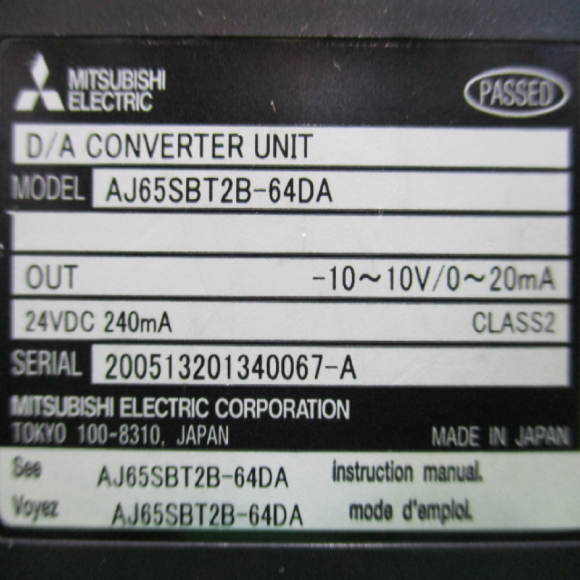 MITSUBISHI
ELECTRIC
PASSED
D/A CONVERTER UNIT
MODEL AJ65SBT2B-64DA
OUT -10～10V/0～20mA
24VDC 240mA CLASS2
SERIAL 200513201340067-A
MITSUBISHI ELECTRIC CORPORATION
TOKYO 100-8310, JAPAN MADE IN JAPAN
See AJ65SBT2B-64DA instruction manual.
Voyez AJ65SBT2B-64DA mode d'emploi.